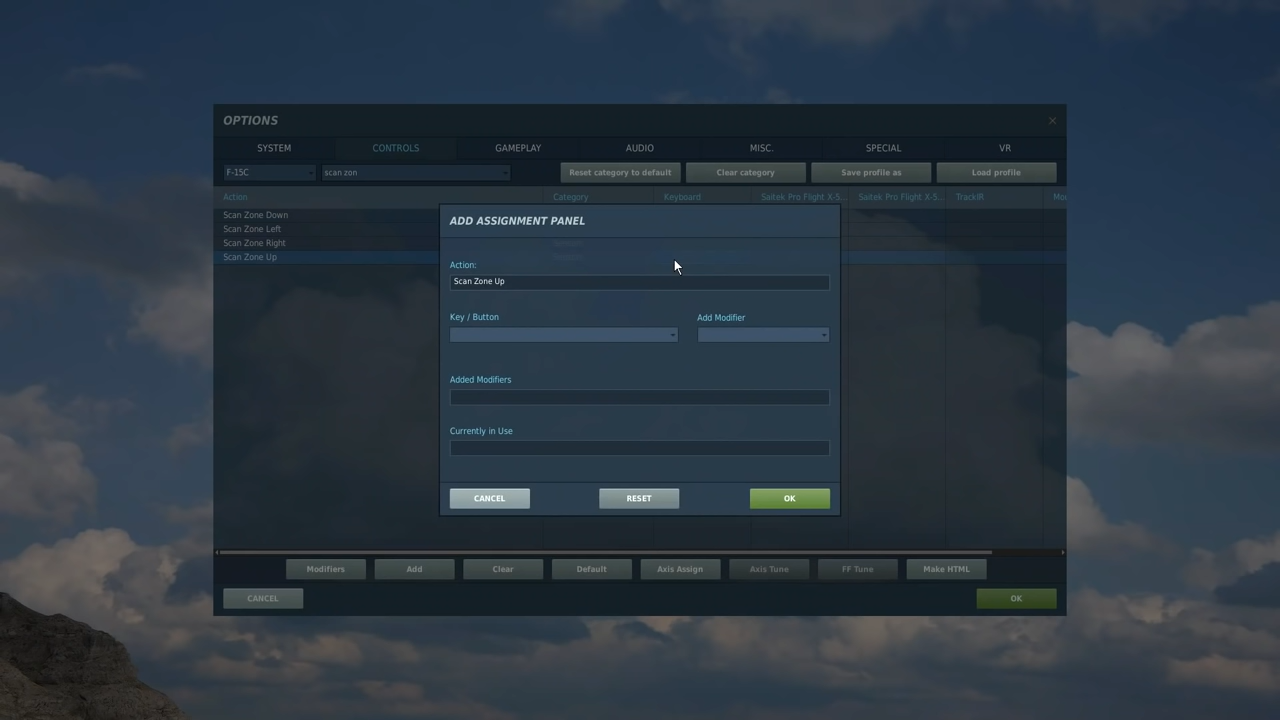 OPTIONS
SYSTEM CONTROLS GAMEPLAY AUDIO MISC. SPECIAL VR
F-15C scan zon Reset category to default Clear category Save profile as Load profile
Action Category Keyboard Saitek Pro Flight X-5... Saitek Pro Flight X-5... TrackIR Mou
Scan Zone Down
Scan Zone Left
Scan Zone Right
Scan Zone Up
ADD ASSIGNMENT PANEL
Action:
Scan Zone Up
Key / Button Add Modifier
Added Modifiers
Currently in Use
CANCEL RESET OK
Modifiers Add Clear Default Axis Assign Axis Tune FF Tune Make HTML
CANCEL OK